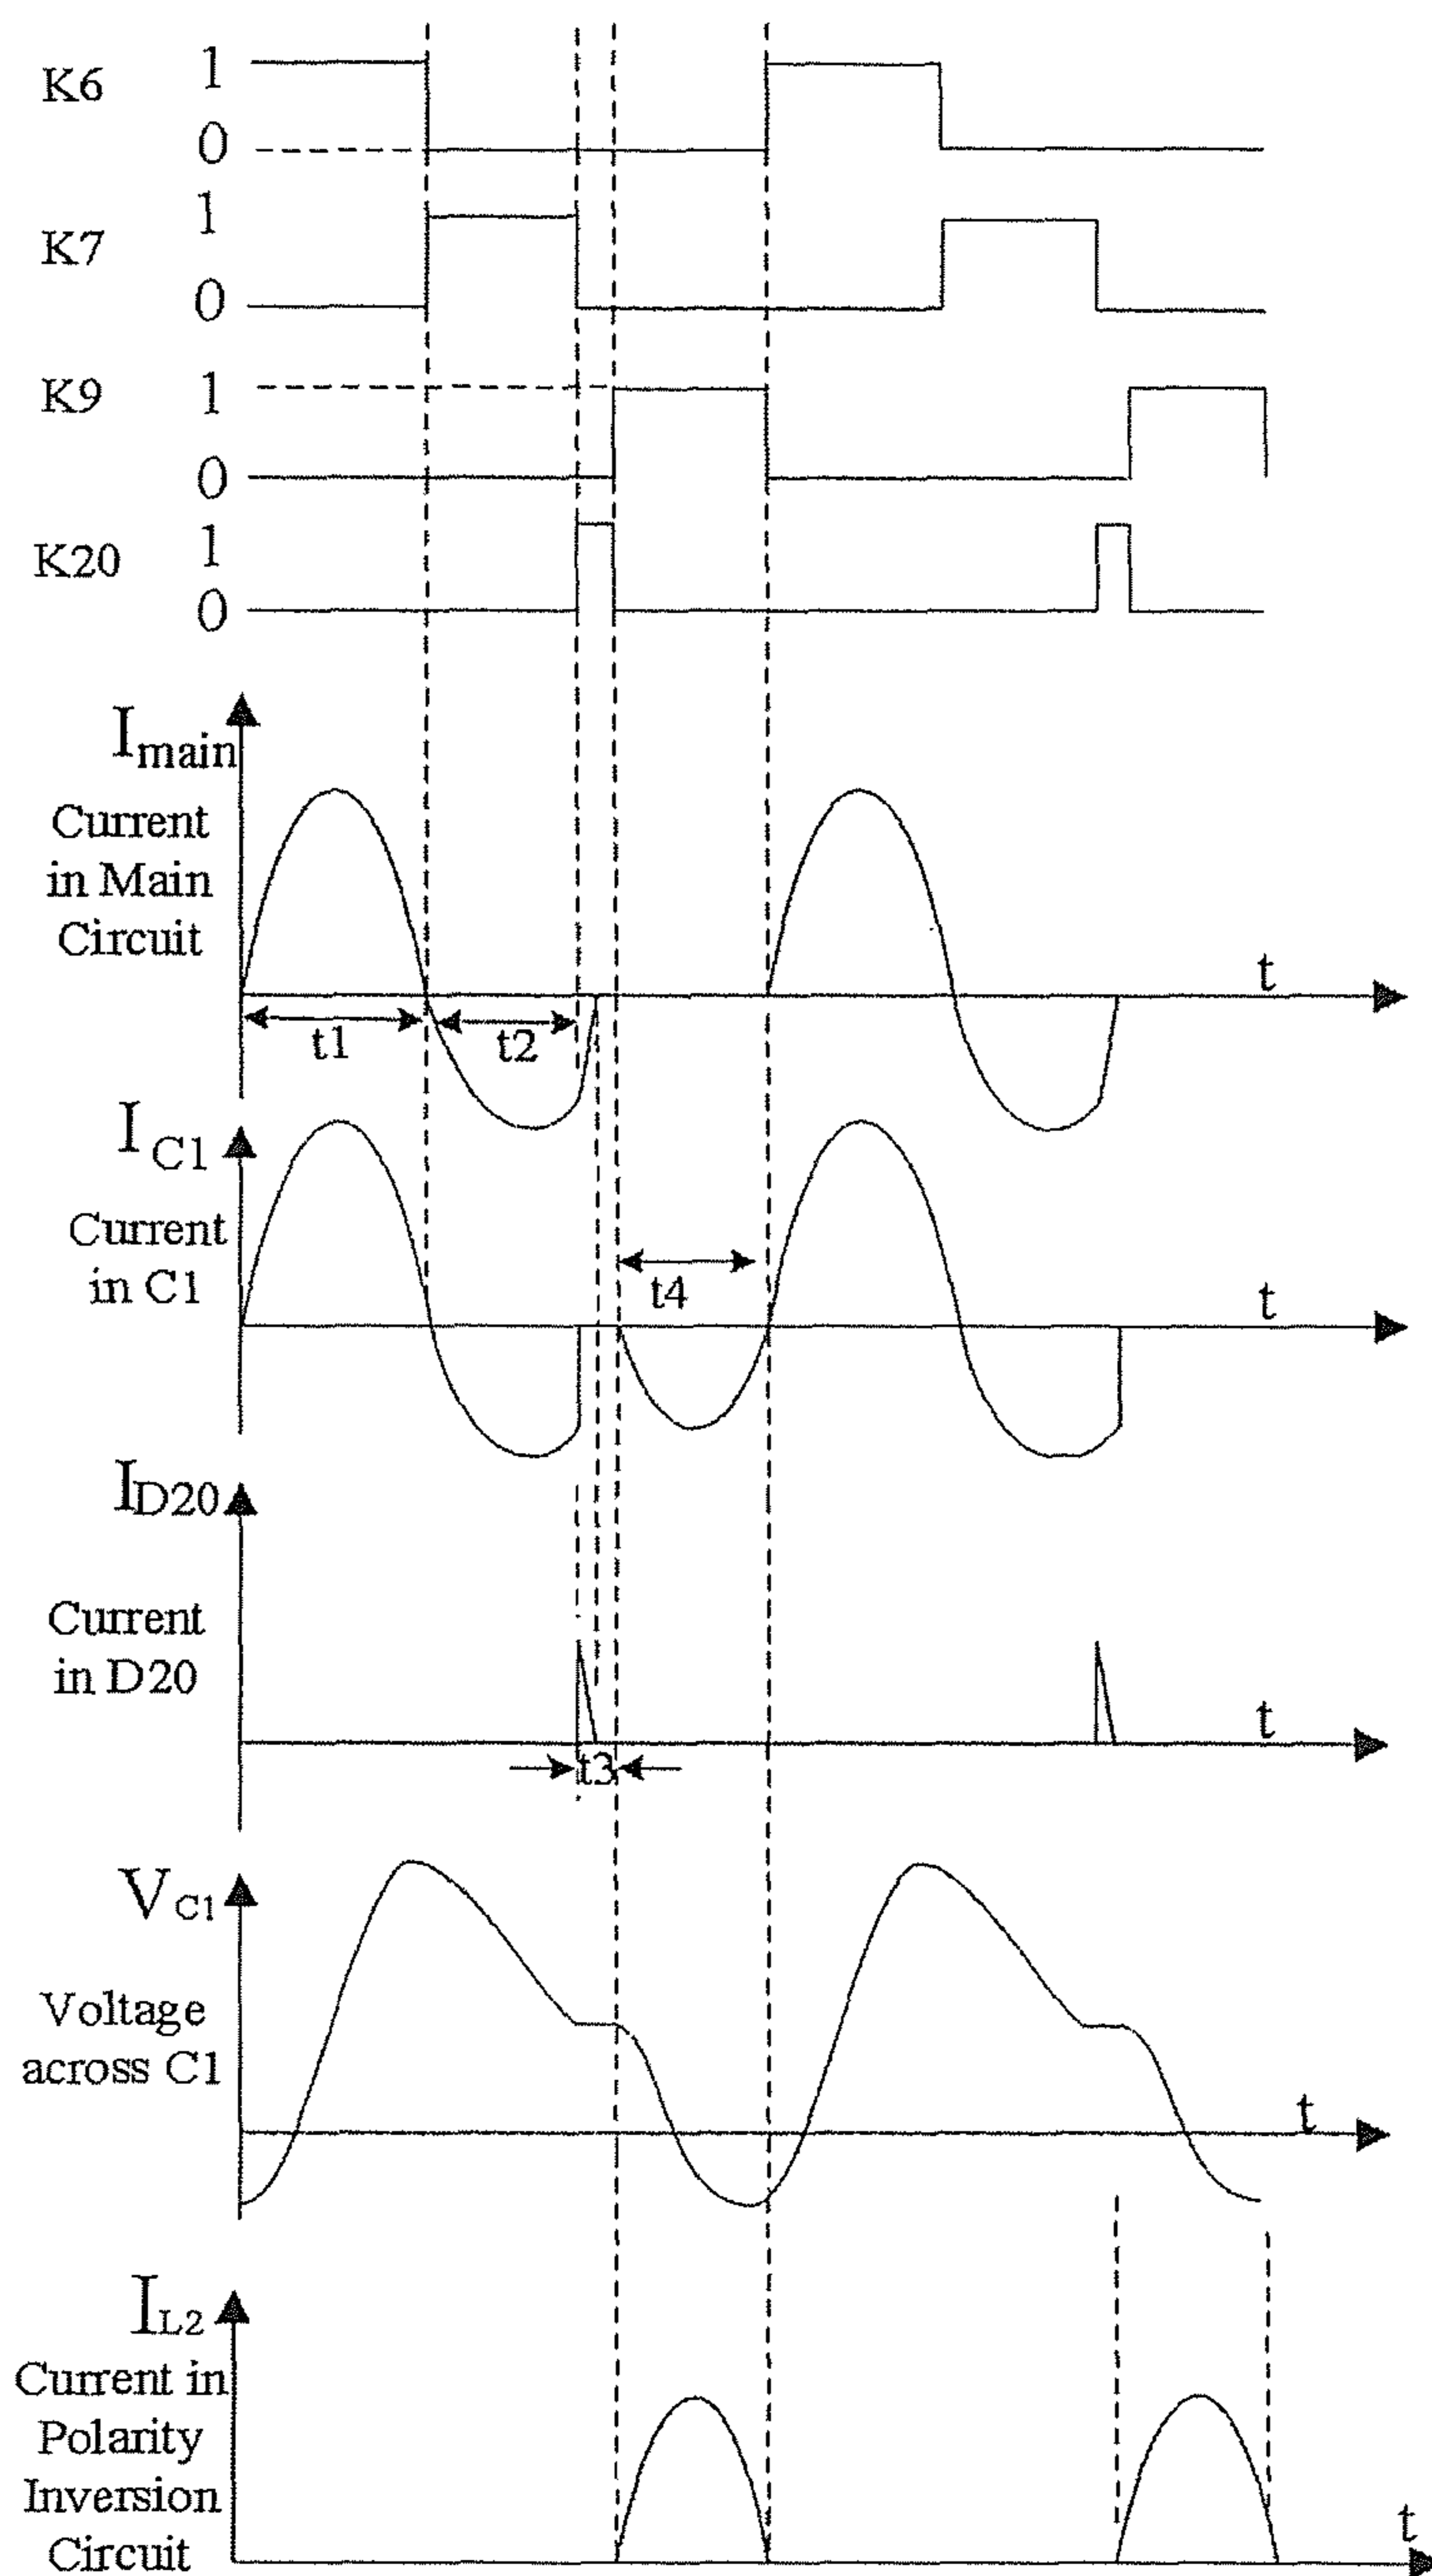 K6 1
0
K7 1
0
K9 1
0
K20 1
0
Imain
Current
in Main
Circuit
t
t1 t2
IC1
Current
in C1
t4
t
ID20
Current
in D20
t
t3
VC1
Voltage
across C1
t
IL2
Current in
Polarity
Inversion
Circuit
t